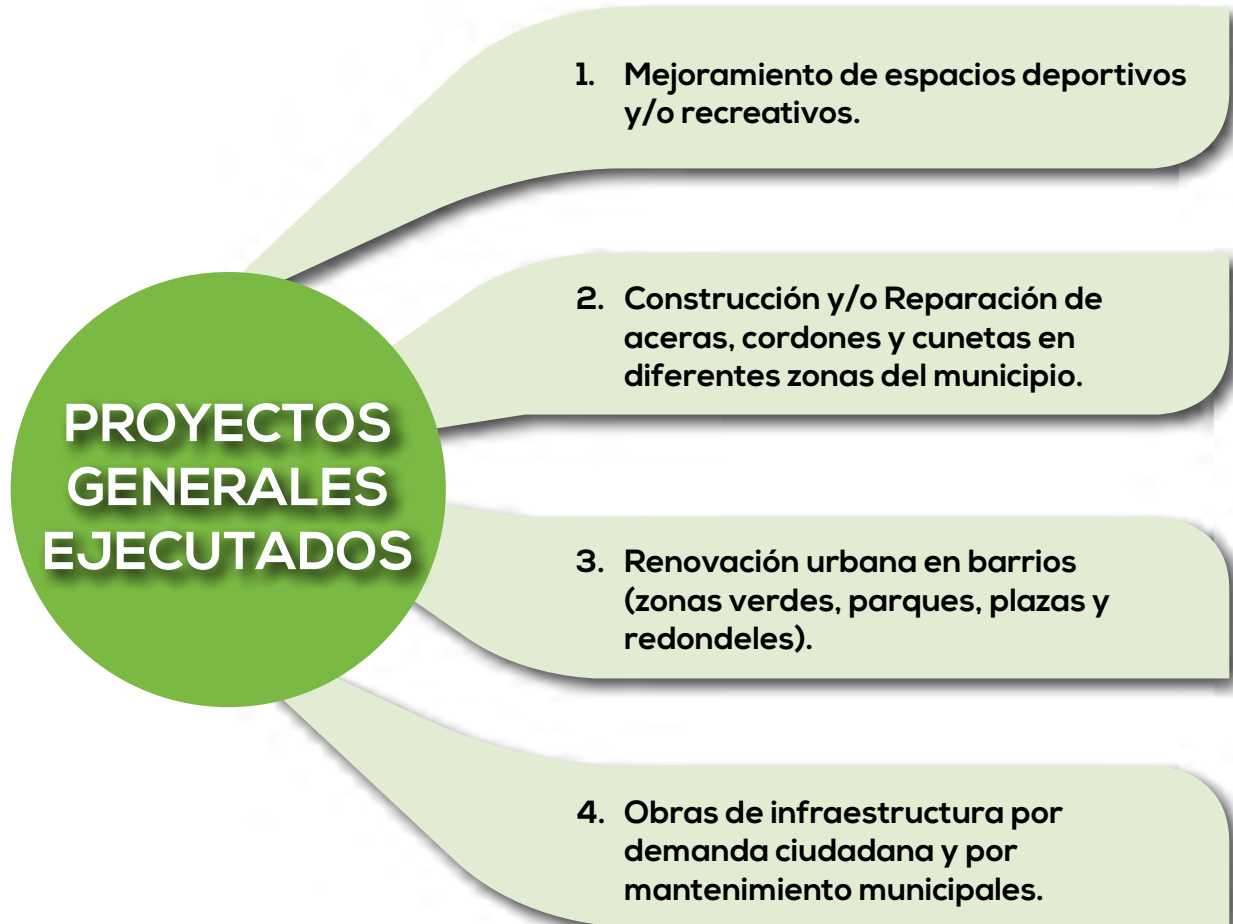 PROYECTOS
GENERALES
EJECUTADOS
1. Mejoramiento de espacios deportivos
y/o recreativos.
2. Construcción y/o Reparación de
aceras, cordones y cunetas en
diferentes zonas del municipio.
3. Renovación urbana en barrios
(zonas verdes, parques, plazas y
redondeles).
4. Obras de infraestructura por
demanda ciudadana y por
mantenimiento municipales.